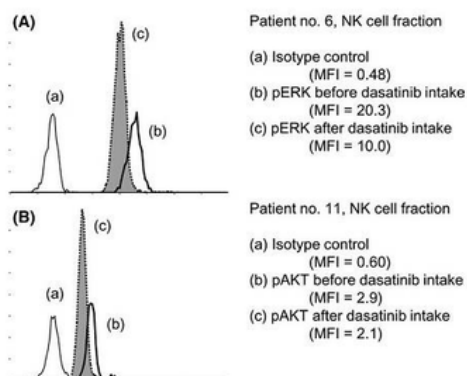 (A)
(a)
(c)
(b)
Patient no. 6, NK cell fraction
(a) Isotype control
(MFI = 0.48)
(b) pERK before dasatinib intake
(MFI = 20.3)
(c) pERK after dasatinib intake
(MFI = 10.0)
(B)
(a)
(c)
(b)
Patient no. 11, NK cell fraction
(a) Isotype control
(MFI = 0.60)
(b) pAKT before dasatinib intake
(MFI = 2.9)
(c) pAKT after dasatinib intake
(MFI = 2.1)